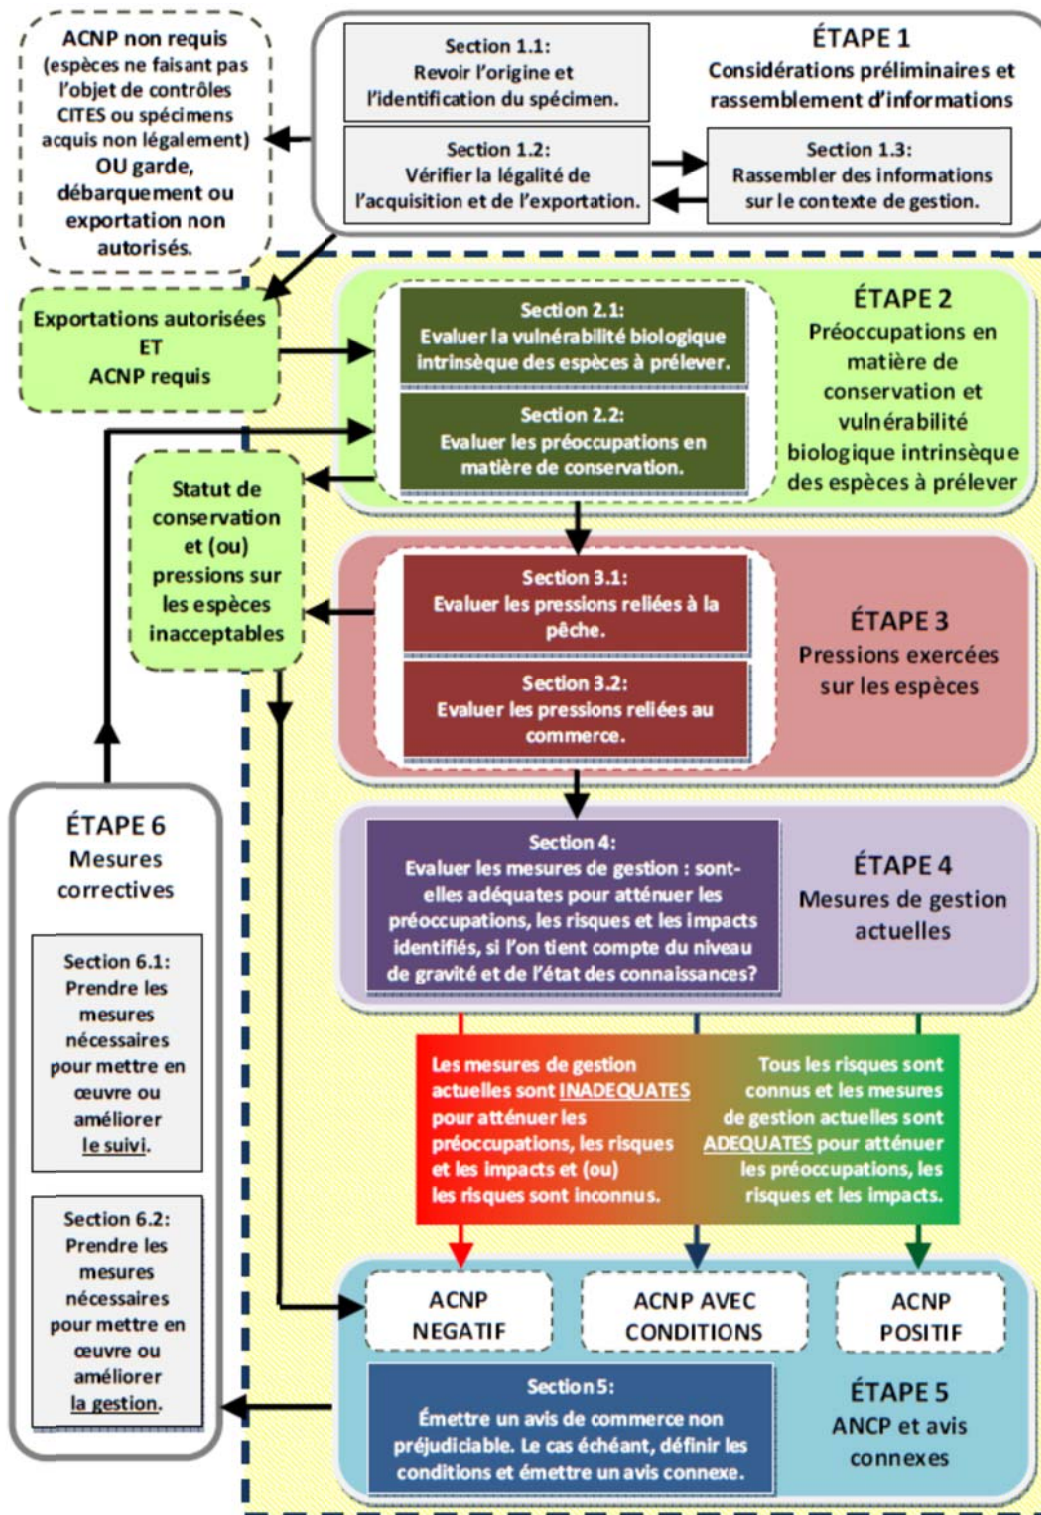 ACNP non requis
(espèces ne faisant pas
l'objet de contrôles
CITES ou spécimens
acquis non légalement)
OU garde,
débarquement ou
exportation non
autorisés.
Section 1.1:
Revoir l'origine et
l'identification du spécimen.
ÉTAPE 1
Considérations préliminaires et
rassemblement d'informations
Section 1.2:
Vérifier la légalité de
l'acquisition et de l'exportation.
Section 1.3:
Rassembler des informations
sur le contexte de gestion.
Exportations autorisées
ET
ACNP requis
Section 2.1:
Evaluer la vulnérabilité biologique
intrinsèque des espèces à prélever.
Section 2.2:
Evaluer les préoccupations en
matière de conservation.
ÉTAPE 2
Préoccupations en
matière de
conservation et
vulnérabilité
biologique intrinsèque
des espèces à prélever
Statut de
conservation
et (ou)
pressions sur
les espèces
inacceptables
Section 3.1:
Evaluer les pressions reliées à la
pêche.
Section 3.2:
Evaluer les pressions reliées au
commerce.
ÉTAPE 3
Pressions exercées
sur les espèces
Section 4:
Evaluer les mesures de gestion : sont-
elles adéquates pour atténuer les
préoccupations, les risques et les impacts
identifiés, si l'on tient compte du niveau
de gravité et de l'état des connaissances?
ÉTAPE 4
Mesures de gestion
actuelles
Les mesures de gestion
actuelles sont INADEQUATES
pour atténuer les
préoccupations, les risques
et les impacts et (ou)
les risques sont inconnus.
Tous les risques sont
connus et les mesures
de gestion actuelles sont
ADEQUATES pour atténuer
les préoccupations, les
risques et les impacts.
ACNP
NEGATIF
ACNP AVEC
CONDITIONS
ACNP
POSITIF
Section 5:
Émettre un avis de commerce non
préjudiciable. Le cas échéant, définir les
conditions et émettre un avis connexe.
ÉTAPE 5
ANCP et avis
connexes
ÉTAPE 6
Mesures
correctives
Section 6.1:
Prendre les
mesures
nécessaires
pour mettre en
œuvre ou
améliorer
le suivi.
Section 6.2:
Prendre les
mesures
nécessaires
pour mettre en
œuvre ou
améliorer
la gestion.